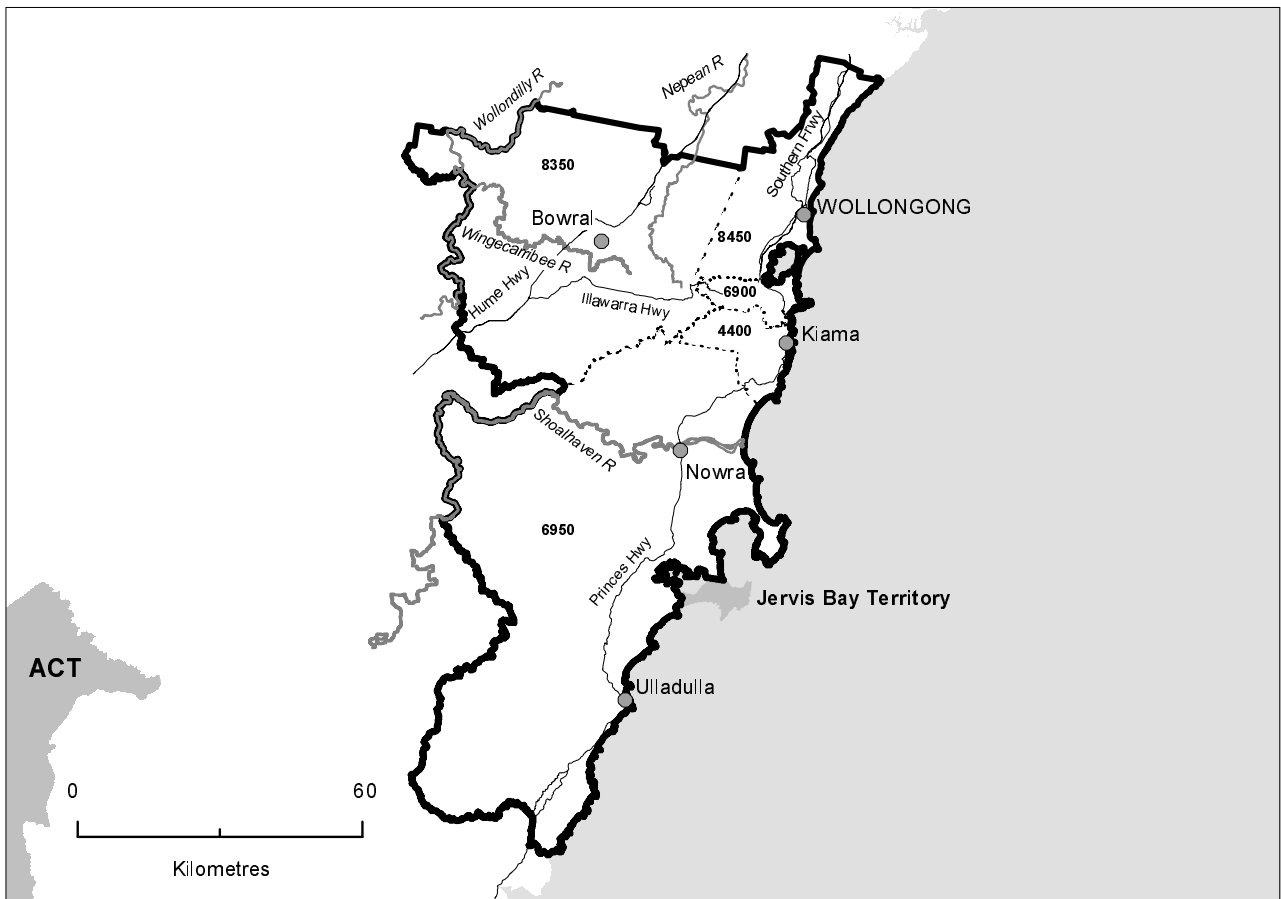 Nepean R
Wollondilly R
Southern Frwy
8350
WOLLONGONG
Bowral
8450
Wingecarribee R
Hume Hwy
6900
Illawarra Hwy
4400
Kiama
Shoalhaven R
Nowra
6950
Princes Hwy
Jervis Bay Territory
ACT
Ulladulla
0 60
Kilometres